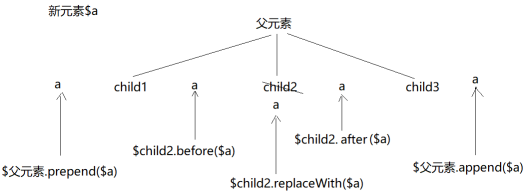 新元素$a
父元素
a
child1
a
child2
a
child3
a
a
$child2.before($a)
$child2. after($a)
$父元素.prepend($a)
$child2.replaceWith($a)
$父元素.append($a)